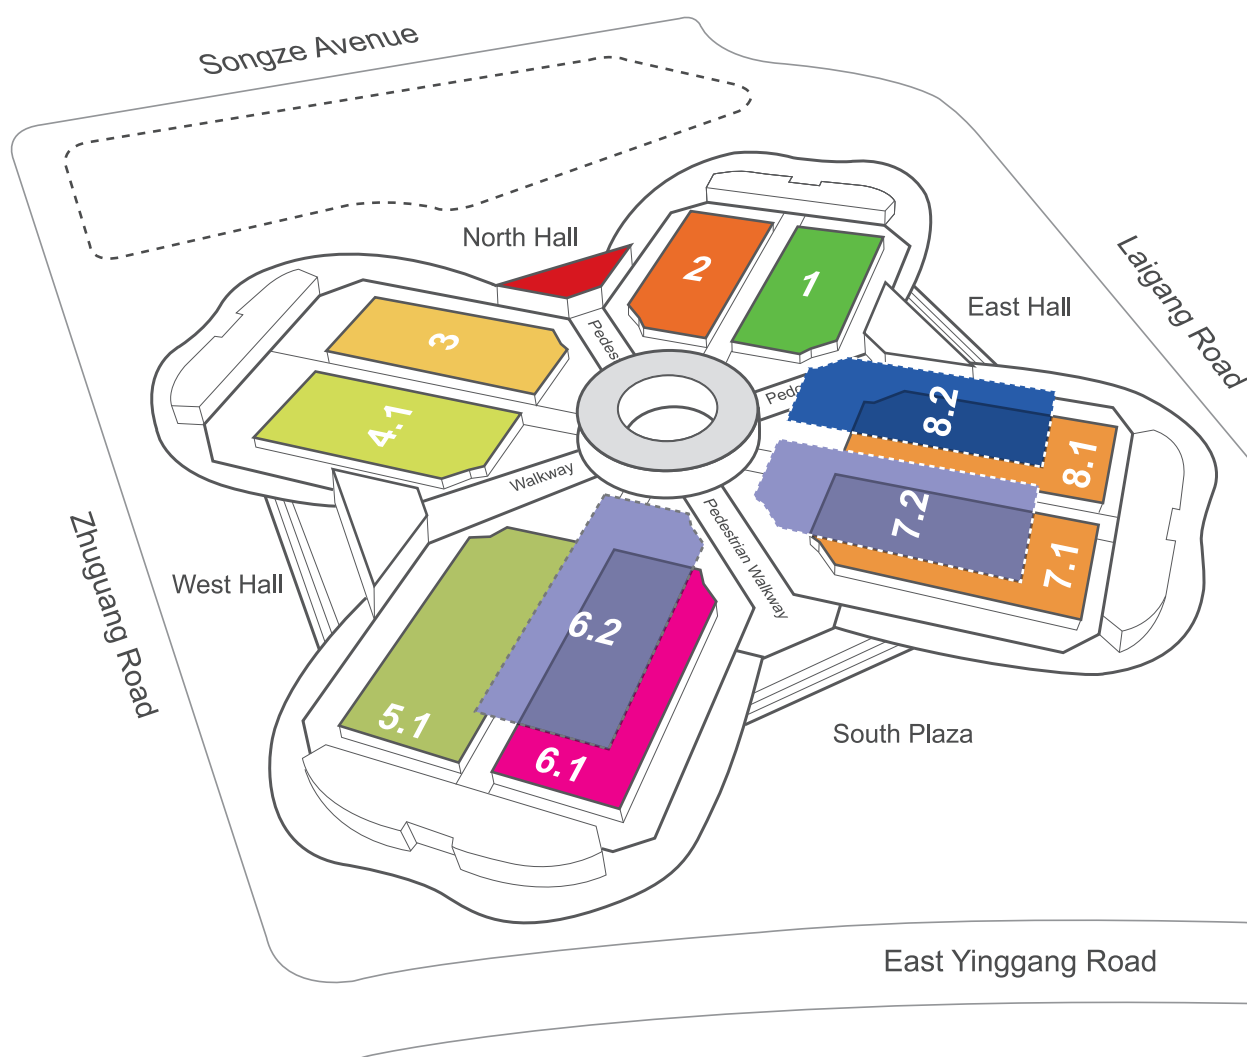 Songze Avenue
North Hall
Laigang Road
East Hall
2
1
3
Pedes
4.1
Pedc
8.2
8.1
Walkway
7.2
7.1
Pedestrian Walkway
Zhuguang Road
West Hall
6.2
5.1
6.1
South Plaza
East Yinggang Road